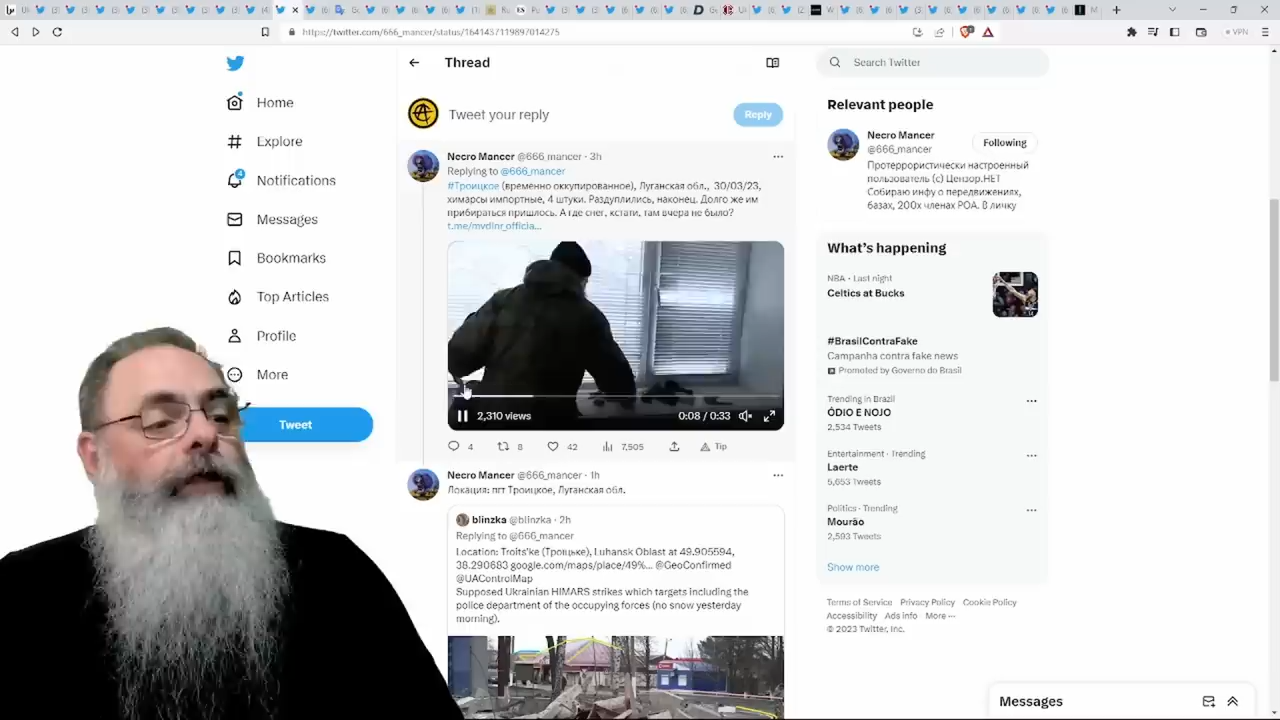 https://twitter.com/666_mancer/status/1641437119897014275
VPN
Home
Explore
4
Notifications
Messages
Bookmarks
Top Articles
Profile
More
Tweet
Thread
Tweet your reply
Reply
Necro Mancer @666_mancer · 3h
Replying to @666_mancer
#Троицкое (временно оккупированное), Луганская обл., 30/03/23,
химарсы импортные, 4 штуки. Раздуплились, наконец. Долго же им
прибираться пришлось. А где снег, кстати, там вчера не было?
t.me/mvdlnr_officia...
2,310 views
0:08 / 0:33
4
8
42
7,505
Tip
Necro Mancer @666_mancer · 1h
Локация: пгт Троицкое, Луганская обл.
blinzka @blinzka · 2h
Replying to @666_mancer
Location: Troits'ke (Троїцьке), Luhansk Oblast at 49.905594,
38.290683 google.com/maps/place/49%... @GeoConfirmed
@UAControlMap
Supposed Ukrainian HIMARS strikes which targets including the
police department of the occupying forces (no snow yesterday
morning).
Search Twitter
Relevant people
Necro Mancer
@666_mancer
Following
Протеррористически настроенный
пользователь (с) Цензор.НЕТ
Собираю инфу о передвижениях,
базах, 200х членах РОА. В личку
What's happening
NBA · Last night
Celtics at Bucks
#BrasilContraFake
Campanha contra fake news
Promoted by Governo do Brasil
Trending in Brazil
ÓDIO E NOJO
2,534 Tweets
Entertainment · Trending
Laerte
5,653 Tweets
Politics · Trending
Mourão
2,593 Tweets
Show more
Terms of Service Privacy Policy Cookie Policy
Accessibility Ads info More ···
© 2023 Twitter, Inc.
Messages